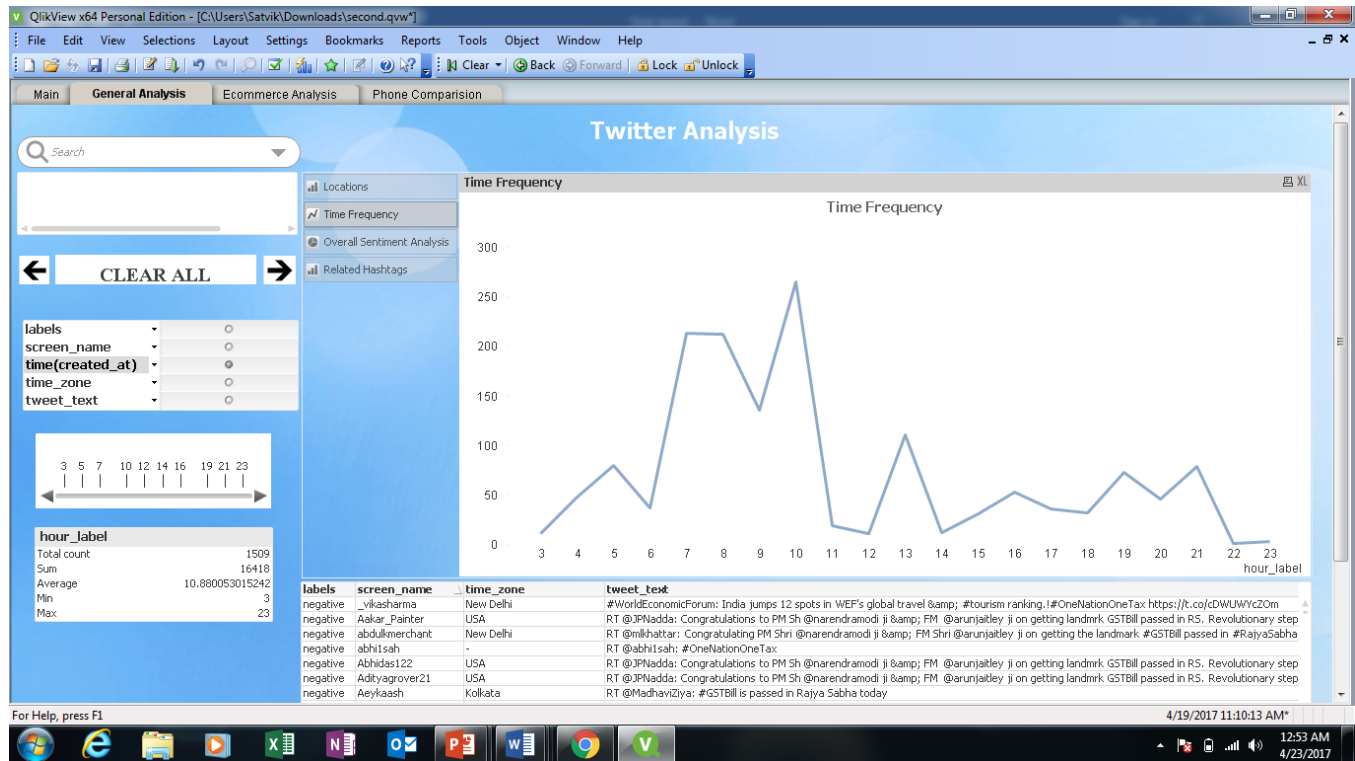 QlikView x64 Personal Edition - [C:\Users\Satvik\Downloads\second.qvw*]
File Edit View Selections Layout Settings Bookmarks Reports Tools Object Window Help
Clear Back Forward Lock Unlock
Main General Analysis Ecommerce Analysis Phone Comparision
Twitter Analysis
Search
CLEAR ALL
labels
screen_name
time(created_at)
time_zone
tweet_text
3 5 7 10 12 14 16 19 21 23
hour_label
Total count 1509
Sum 16418
Average 10.880053015242
Min 3
Max 23
Locations
Time Frequency
Overall Sentiment Analysis
Related Hashtags
Time Frequency XL
Time Frequency
300
250
200
150
100
50
0
3 4 5 6 7 8 9 10 11 12 13 14 15 16 17 18 19 20 21 22 23
hour_label
labels screen_name time_zone tweet_text
negative _vikasharma New Delhi #WorldEconomicForum: India jumps 12 spots in WEF's global travel &amp; #tourism ranking.!#OneNationOneTax https://t.co/cDWUWYcZOm
negative Aakar_Painter USA RT @JPNadda: Congratulations to PM Sh @narendramodi ji &amp; FM @arunjaitley ji on getting landmrk GSTBill passed in RS. Revolutionary step
negative abdulkmerchant New Delhi RT @mlkhattar: Congratulating PM Shri @narendramodi ji &amp; FM Shri @arunjaitley ji on getting the landmark #GSTBill passed in #RajyaSabha
negative abhi1sah - RT @abhi1sah: #OneNationOneTax
negative Abhidas122 USA RT @JPNadda: Congratulations to PM Sh @narendramodi ji &amp; FM @arunjaitley ji on getting landmrk GSTBill passed in RS. Revolutionary step
negative Adityagrover21 USA RT @JPNadda: Congratulations to PM Sh @narendramodi ji &amp; FM @arunjaitley ji on getting landmrk GSTBill passed in RS. Revolutionary step
negative Aeykaash Kolkata RT @MadhaviZiya: #GSTBill is passed in Rajya Sabha today
For Help, press F1 4/19/2017 11:10:13 AM*
12:53 AM
4/23/2017